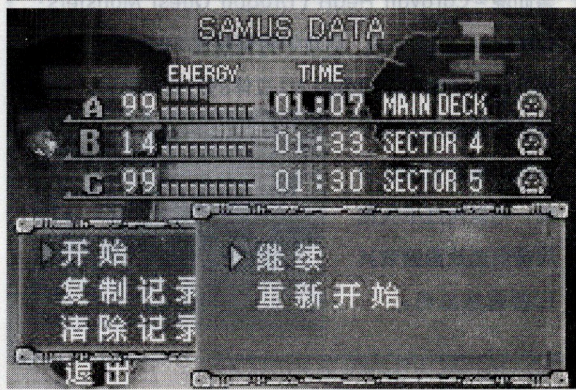 SAMUS DATA
ENERGY TIME
A 99 01:07 MAIN DECK
B 14 01:33 SECTOR 4
C 99 01:30 SECTOR 5
开始
复制记录
清除记录
退出
继续
重新开始